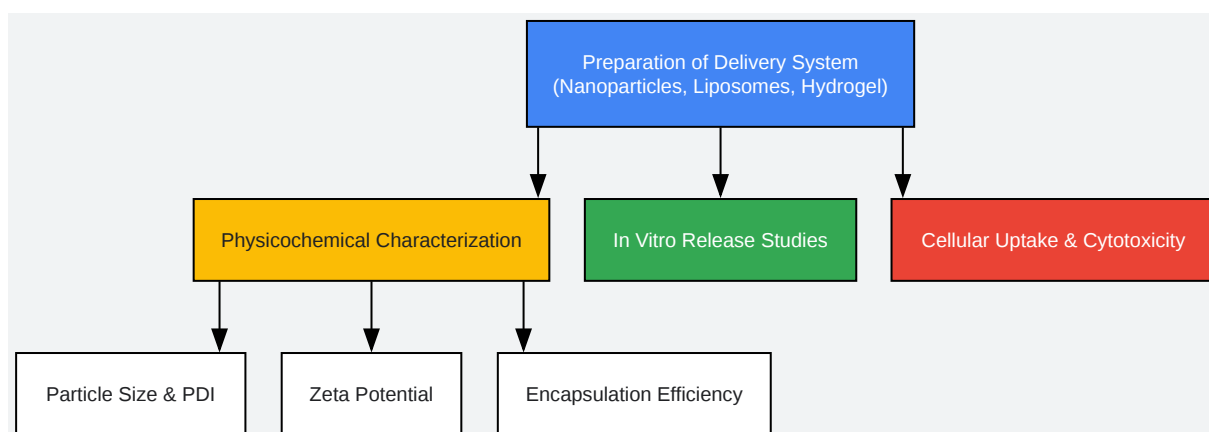 Preparation of Delivery System
(Nanoparticles, Liposomes, Hydrogel)
Physicochemical Characterization
In Vitro Release Studies
Cellular Uptake & Cytotoxicity
Particle Size & PDI
Zeta Potential
Encapsulation Efficiency